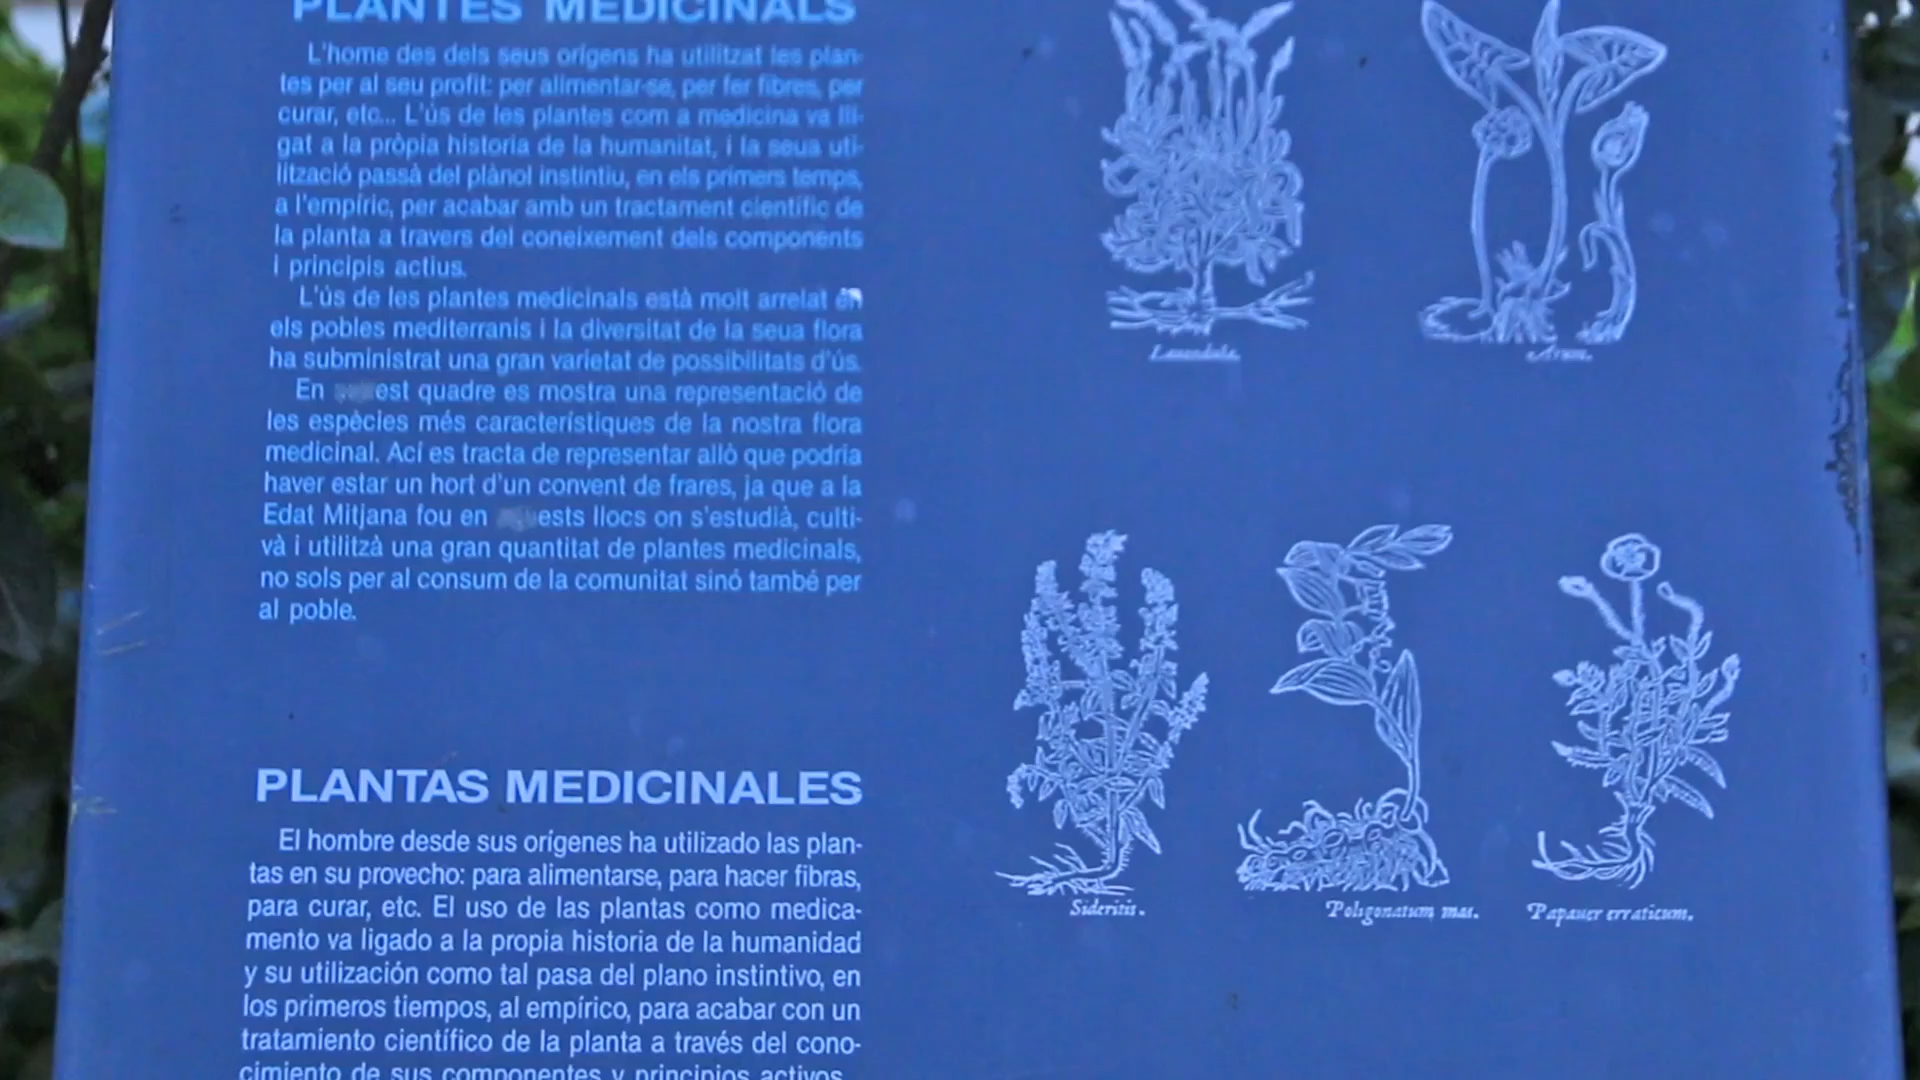 PLANTES MEDICINALS
L'home des dels seus orígens ha utilitzat les plan-
tes per al seu profit: per alimentar-se, per fer fibres, per
curar, etc... L'ús de les plantes com a medicina va lli-
gat a la pròpia historia de la humanitat, i la seua uti-
lització passà del plànol instintiu, en els primers temps,
a l'empíric, per acabar amb un tractament científic de
la planta a travers del coneixement dels components
i principis actius.
L'ús de les plantes medicinals està molt arrelat en
els pobles mediterranis i la diversitat de la seua flora
ha subministrat una gran varietat de possibilitats d'ús.
En est quadre es mostra una representació de
les espècies més característiques de la nostra flora
medicinal. Ací es tracta de representar allò que podria
haver estar un hort d'un convent de frares, ja que a la
Edat Mitjana fou en ests llocs on s'estudià, culti-
và i utilitzà una gran quantitat de plantes medicinals,
no sols per al consum de la comunitat sinó també per
al poble.
PLANTAS MEDICINALES
El hombre desde sus orígenes ha utilizado las plan-
tas en su provecho: para alimentarse, para hacer fibras,
para curar, etc. El uso de las plantas como medica-
mento va ligado a la propia historia de la humanidad
y su utilización como tal pasa del plano instintivo, en
los primeros tiempos, al empírico, para acabar con un
tratamiento científico de la planta a través del cono-
cimiento de sus componentes y principios activos.
Lauandula.
Arum.
Sideritis.
Poligonatum mas.
Papauer erraticum.